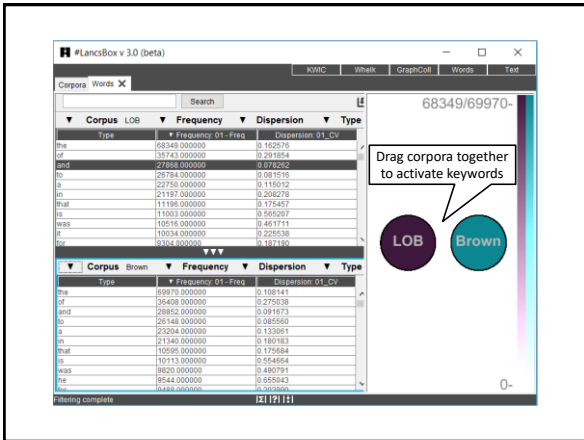 #LancsBox v 3.0 (beta)
KWIC Whelk GraphColl Words Text
Corpora Words
Search
Corpus LOB Frequency Dispersion Type
Type Frequency: 01 - Freq Dispersion: 01_CV
the 68349.000000 0.162576
of 35743.000000 0.291854
and 27868.000000 0.078262
to 26784.000000 0.081516
a 22750.000000 0.115012
in 21197.000000 0.208278
that 11196.000000 0.175457
is 11003.000000 0.565207
was 10516.000000 0.461711
it 10034.000000 0.225538
for 9304.000000 0.187190
Corpus Brown Frequency Dispersion Type
Type Frequency: 01 - Freq Dispersion: 01_CV
the 69970.000000 0.108141
of 36408.000000 0.275038
and 28852.000000 0.091673
to 26148.000000 0.085560
a 23204.000000 0.133061
in 21340.000000 0.180183
that 10595.000000 0.175684
is 10113.000000 0.554664
was 9820.000000 0.490791
he 9544.000000 0.655043
68349/69970-
Drag corpora together
to activate keywords
LOB Brown
0-
Filtering complete